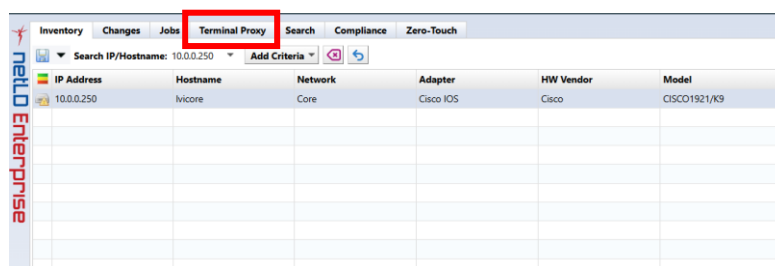 Inventory Changes Jobs Terminal Proxy Search Compliance Zero-Touch
Search IP/Hostname: 10.0.0.250 Add Criteria
IP Address Hostname Network Adapter HW Vendor Model
10.0.0.250 lvicore Core Cisco IOS Cisco CISCO1921/K9
netLD Enterprise